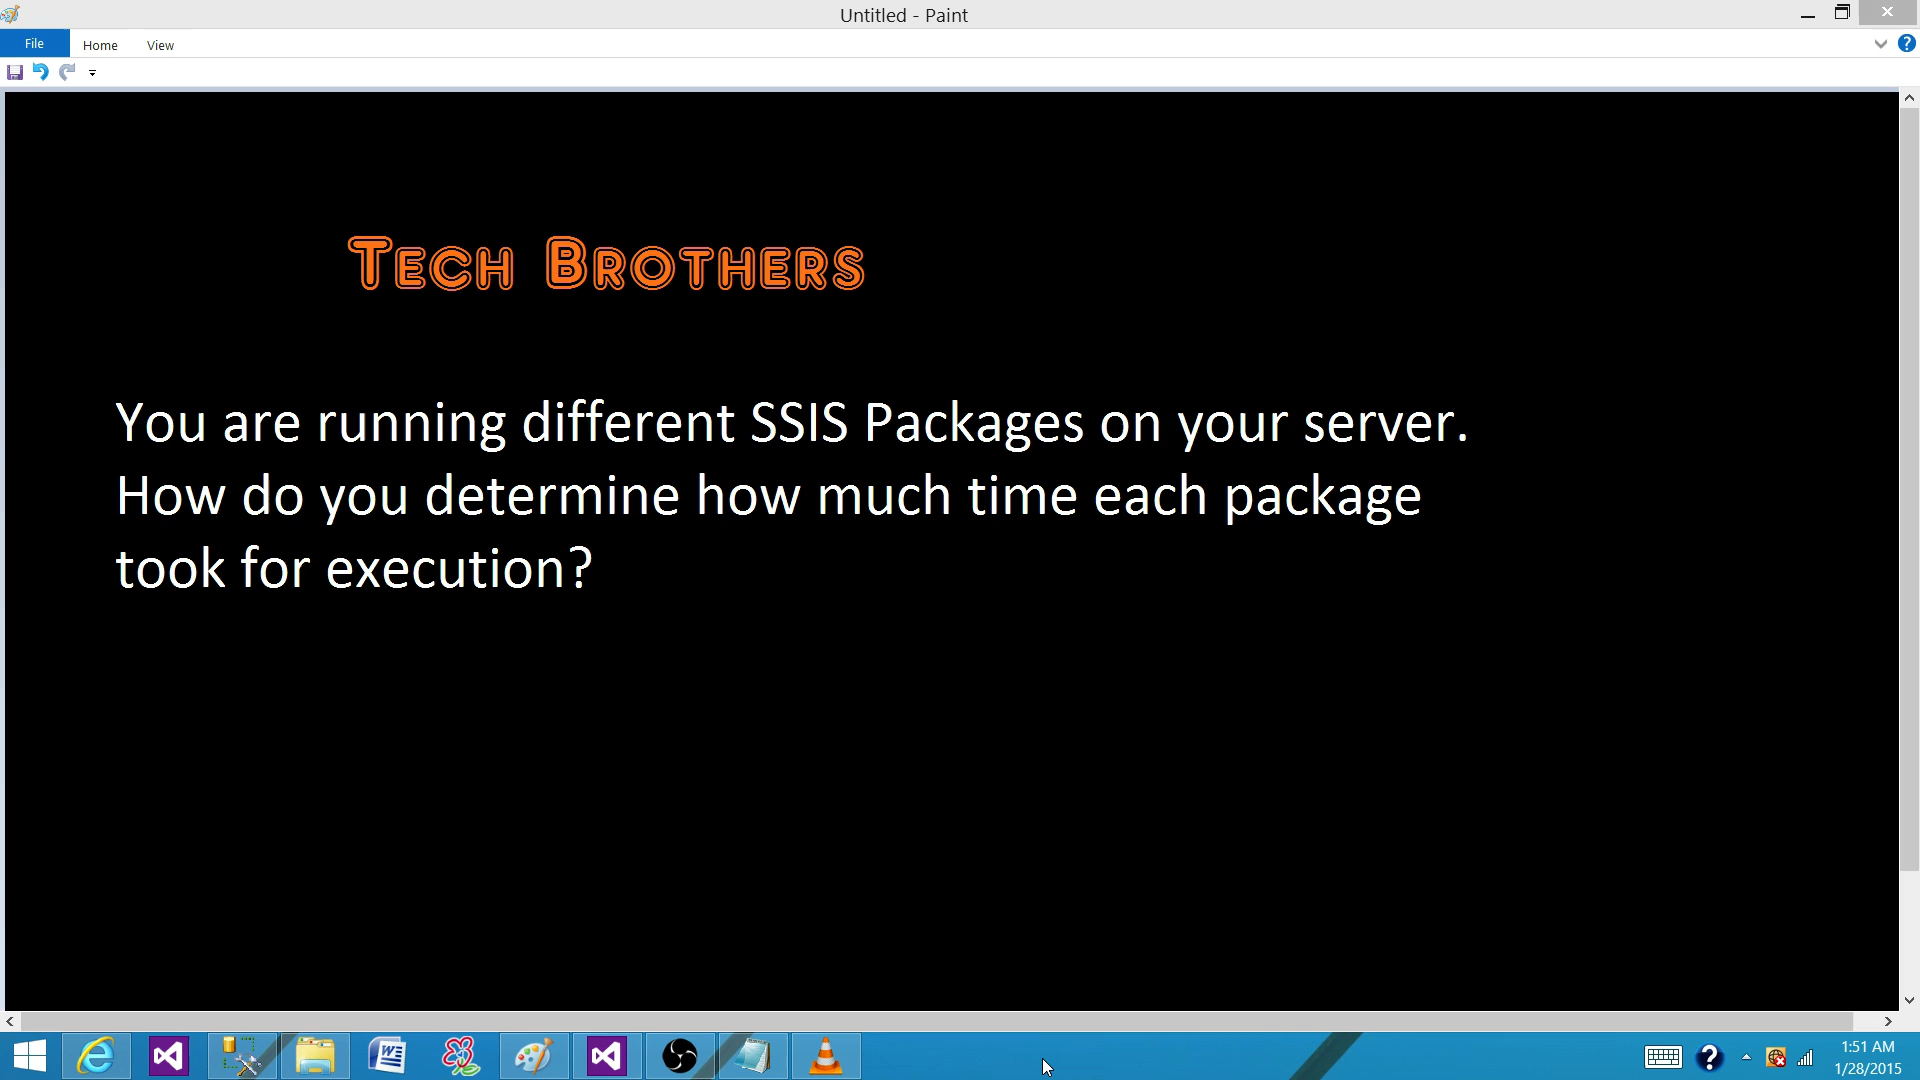 Untitled - Paint
File Home View
Tech Brothers
You are running different SSIS Packages on your server.
How do you determine how much time each package
took for execution?
1:51 AM
1/28/2015